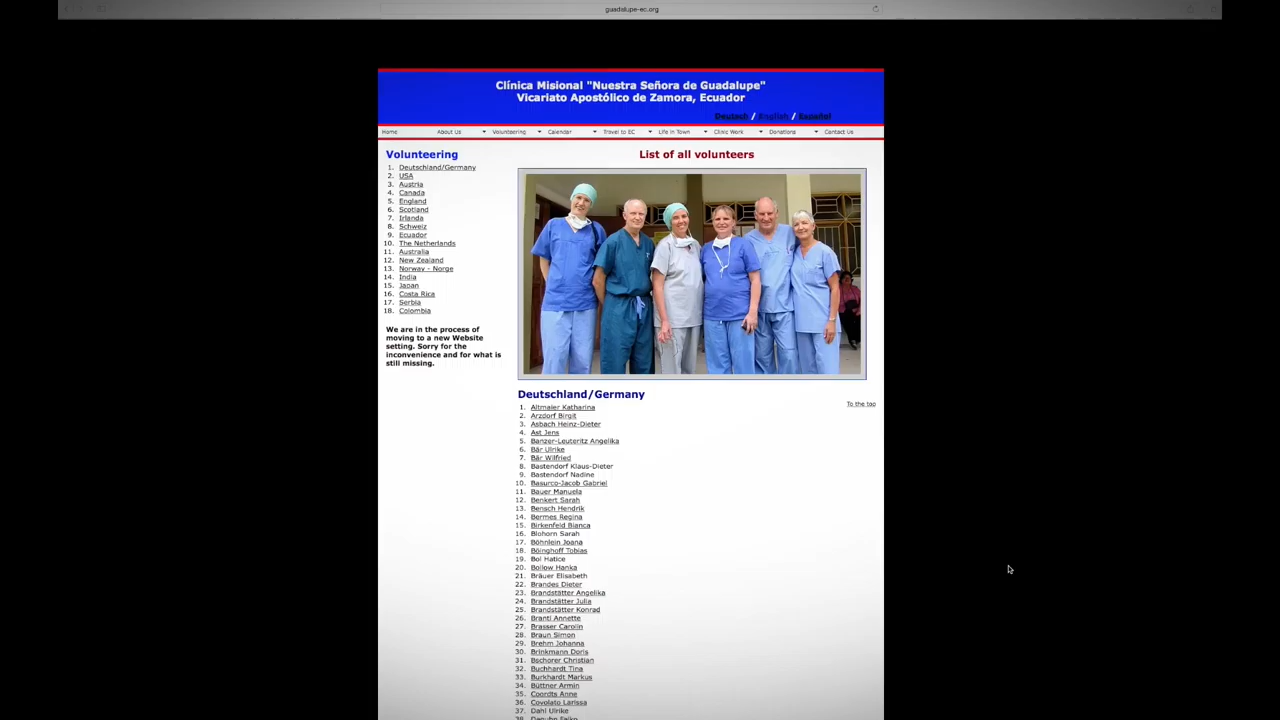 guadalupe-ec.org
Clínica Misional "Nuestra Señora de Guadalupe"
Vicariato Apostólico de Zamora, Ecuador
Deutsch / English / Español
Home About Us Volunteering Calendar Travel to EC Life in Town Clinic Work Donations Contact Us
Volunteering
1. Deutschland/Germany
2. USA
3. Austria
4. Canada
5. England
6. Scotland
7. Irlanda
8. Schweiz
9. Ecuador
10. The Netherlands
11. Australia
12. New Zealand
13. Norway - Norge
14. India
15. Japan
16. Costa Rica
17. Serbia
18. Colombia
We are in the process of
moving to a new Website
setting. Sorry for the
inconvenience and for what is
still missing.
List of all volunteers
Deutschland/Germany
To the top
1. Altmaier Katharina
2. Arzdorf Birgit
3. Asbach Heinz-Dieter
4. Ast Jens
5. Banzer-Leuteritz Angelika
6. Bär Ulrike
7. Bär Wilfried
8. Bastendorf Klaus-Dieter
9. Bastendorf Nadine
10. Basurco-Jacob Gabriel
11. Bauer Manuela
12. Benkert Sarah
13. Bensch Hendrik
14. Bermes Regina
15. Birkenfeld Bianca
16. Blohorn Sarah
17. Böhnlein Joana
18. Böinghoff Tobias
19. Bol Hatice
20. Bollow Hanka
21. Bräuer Elisabeth
22. Brandes Dieter
23. Brandstätter Angelika
24. Brandstätter Julia
25. Brandstätter Konrad
26. Brantl Annette
27. Brasser Carolin
28. Braun Simon
29. Brehm Johanna
30. Brinkmann Doris
31. Bschorer Christian
32. Buchhardt Tina
33. Burkhardt Markus
34. Büttner Armin
35. Coordts Anne
36. Covolato Larissa
37. Dahl Ulrike